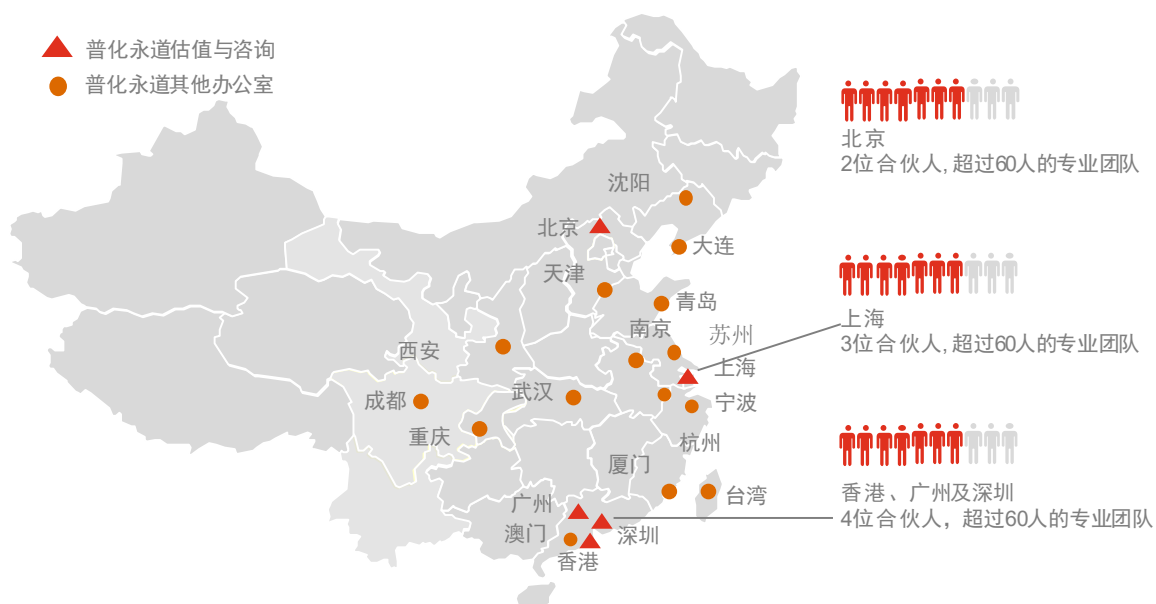 普化永道估值与咨询
普化永道其他办公室
沈阳
北京
大连
天津
青岛
南京
苏州
西安
上海
成都
武汉
宁波
重庆
杭州
厦门
广州
台湾
澳门
深圳
香港
北京
2位合伙人,超过60人的专业团队
上海
3位合伙人,超过60人的专业团队
香港、广州及深圳
4位合伙人，超过60人的专业团队